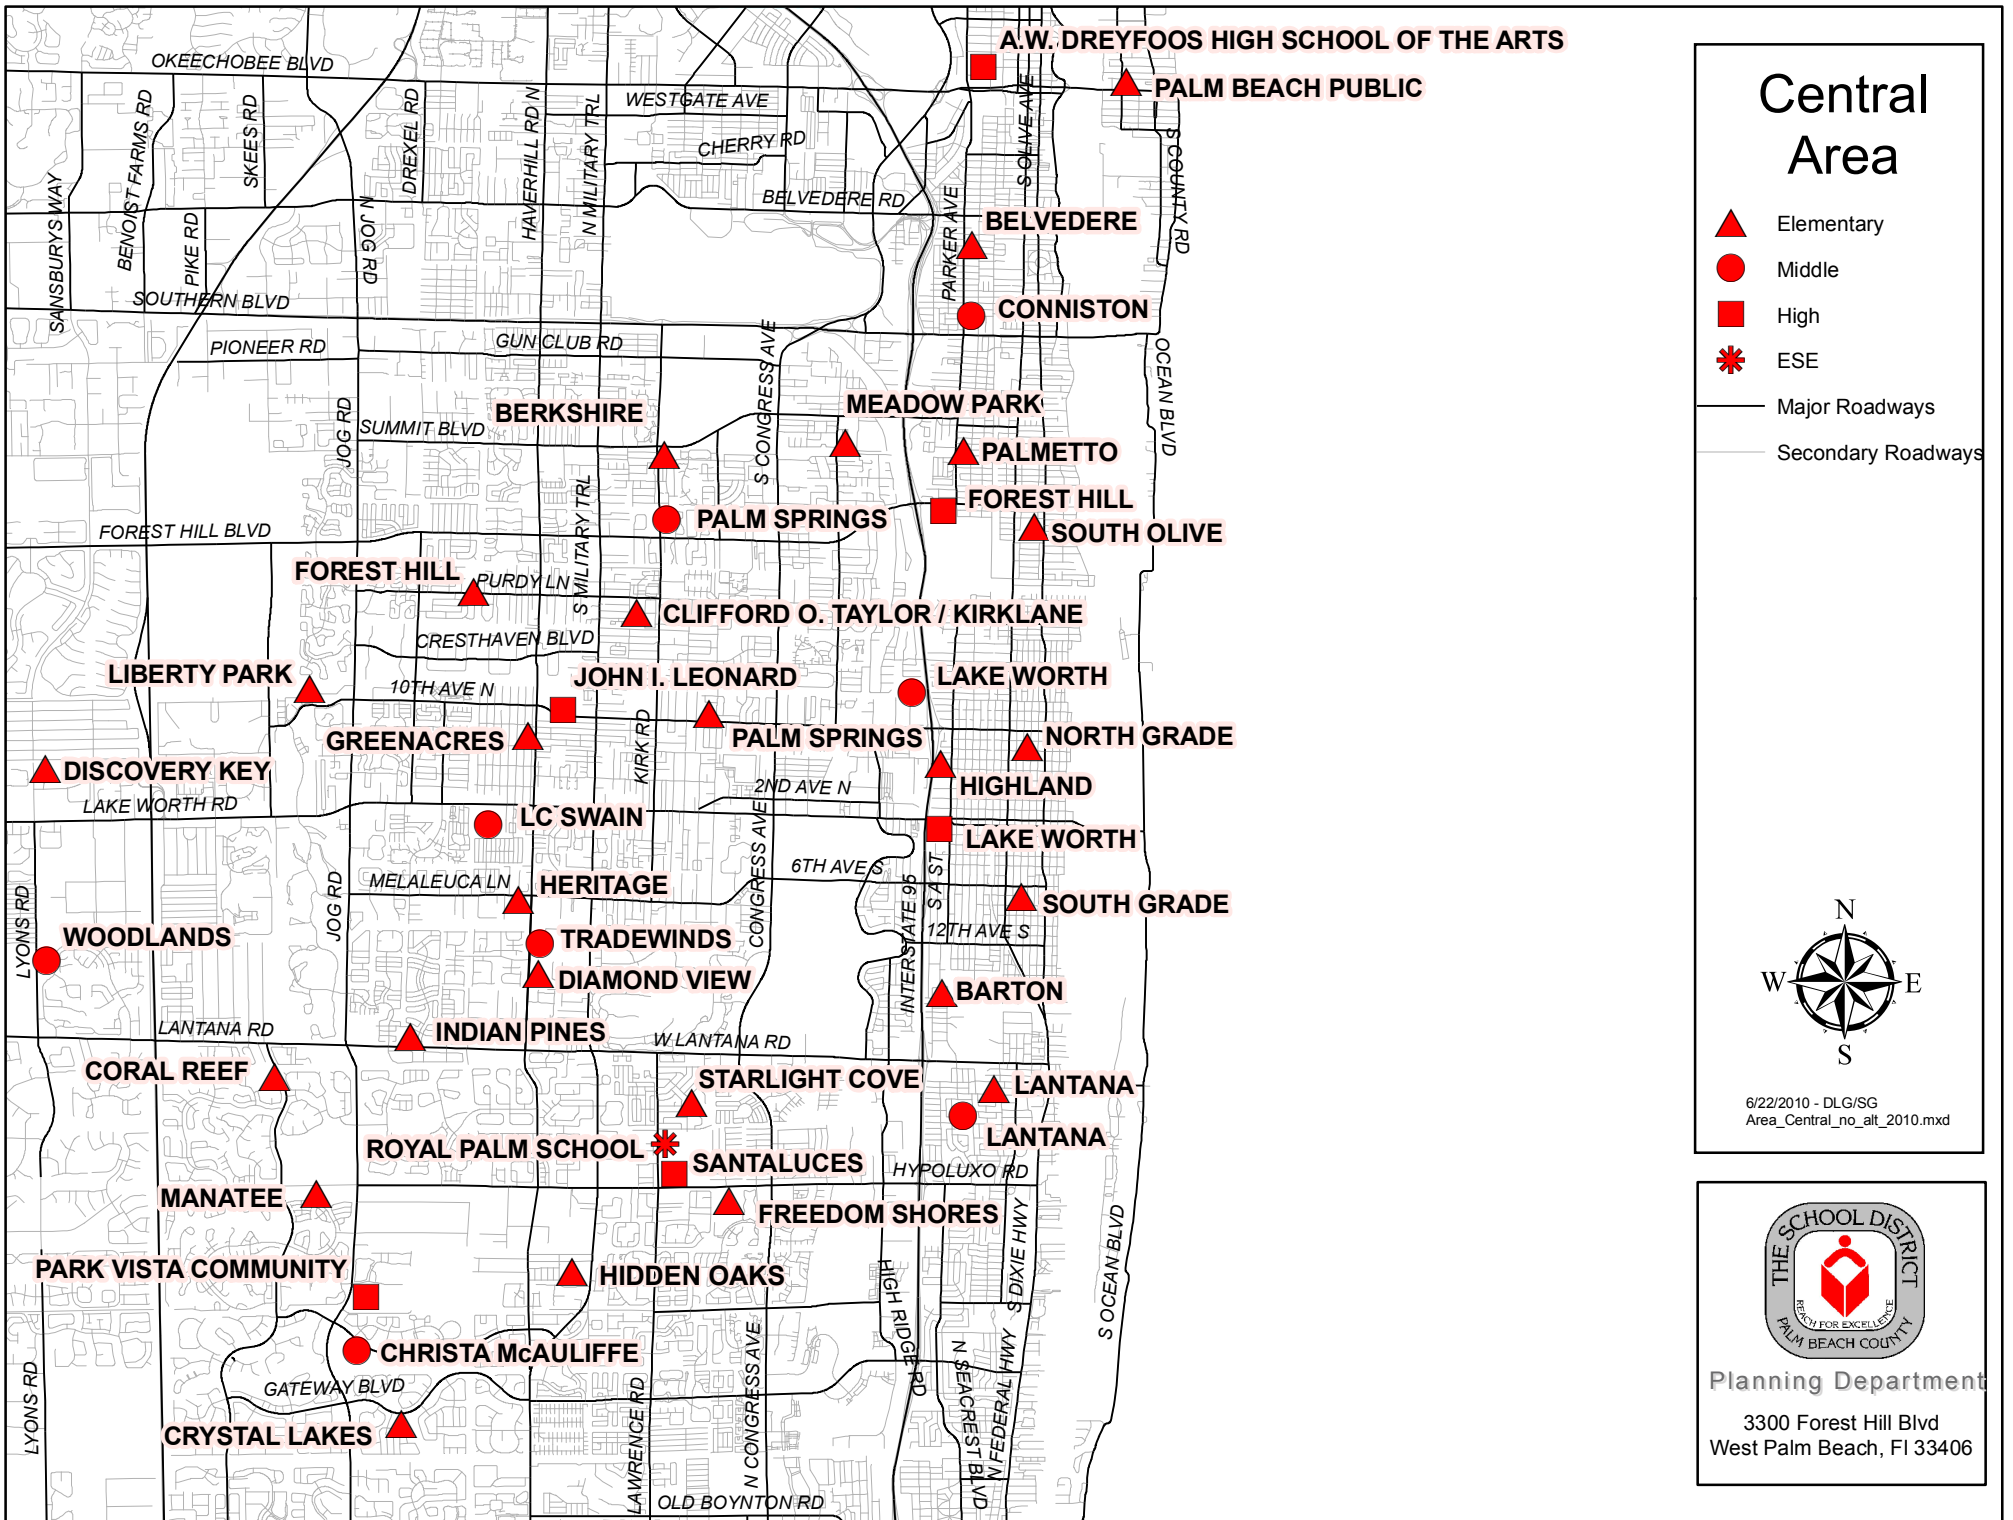 A.W. DREYFOOS HIGH SCHOOL OF THE ARTS
OKEECHOBEE BLVD
PALM BEACH PUBLIC
WESTGATE AVE
BENOIST FARMS RD
SKEES RD
DREXEL RD
HAVERHILL RD N
N MILITARY TRL
CHERRY RD
S OLIVE AVE
S COUNTY RD
SANSBURYS WAY
PIKE RD
N JOG RD
BELVEDERE RD
PARKER AVE
BELVEDERE
SOUTHERN BLVD
CONNISTON
PIONEER RD
GUN CLUB RD
S CONGRESS AVE
OCEAN BLVD
JOG RD
BERKSHIRE
MEADOW PARK
SUMMIT BLVD
PALMETTO
S MILITARY TRL
FOREST HILL
PALM SPRINGS
SOUTH OLIVE
FOREST HILL BLVD
FOREST HILL
PURDY LN
CLIFFORD O. TAYLOR / KIRKLANE
CRESTHAVEN BLVD
LIBERTY PARK
10TH AVE N
JOHN I. LEONARD
LAKE WORTH
KIRK RD
GREENACRES
PALM SPRINGS
NORTH GRADE
DISCOVERY KEY
HIGHLAND
LAKE WORTH RD
2ND AVE N
LC SWAIN
LAKE WORTH
CONGRESS AVE
6TH AVE S
S A ST
MELALEUCA LN
HERITAGE
SOUTH GRADE
LYONS RD
JOG RD
INTERSTATE 95
WOODLANDS
TRADEWINDS
12TH AVE S
DIAMOND VIEW
BARTON
LANTANA RD
INDIAN PINES
W LANTANA RD
CORAL REEF
STARLIGHT COVE
LANTANA
LANTANA
ROYAL PALM SCHOOL
SANTALUCES
HYPOLUXO RD
MANATEE
FREEDOM SHORES
S DIXIE HWY
S OCEAN BLVD
PARK VISTA COMMUNITY
HIDDEN OAKS
HIGH RIDGE RD
CHRISTA McAULIFFE
N CONGRESS AVE
N SEACREST BLVD
N FEDERAL HWY
LYONS RD
GATEWAY BLVD
LAWRENCE RD
CRYSTAL LAKES
OLD BOYNTON RD
Central
Area
Elementary
Middle
High
ESE
Major Roadways
Secondary Roadways
N
W
E
S
6/22/2010 - DLG/SG
Area_Central_no_alt_2010.mxd
THE SCHOOL DISTRICT
REACH FOR EXCELLENCE
PALM BEACH COUNTY
Planning Department
3300 Forest Hill Blvd
West Palm Beach, Fl 33406